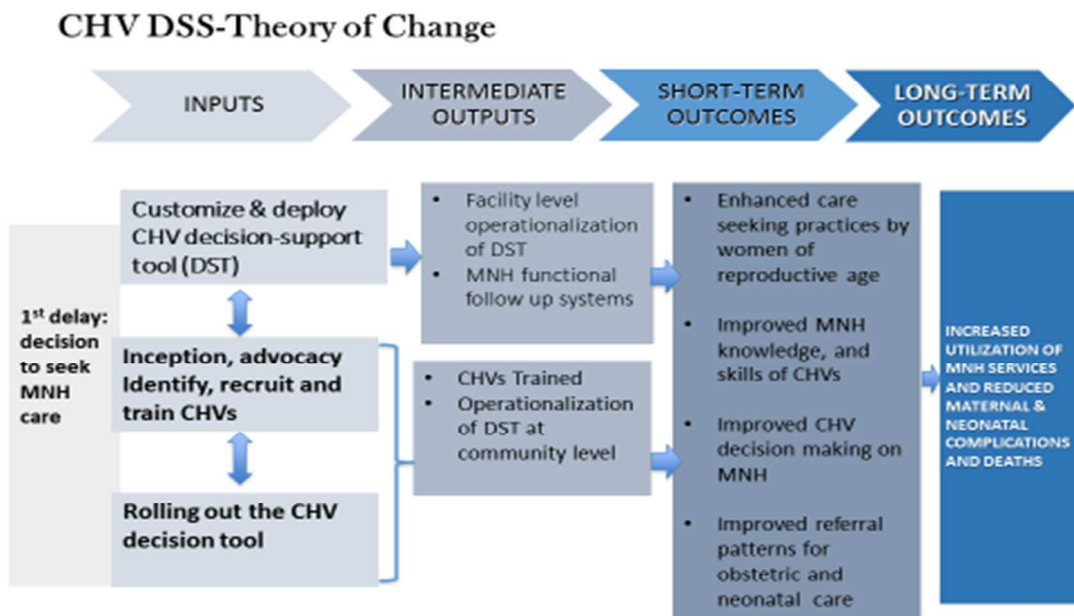 CHV DSS-Theory of Change
INPUTS
INTERMEDIATE
OUTPUTS
SHORT-TERM
OUTCOMES
LONG-TERM
OUTCOMES
1st delay:
decision
to seek
MNH
care
Customize & deploy
CHV decision-support
tool (DST)
Inception, advocacy
Identify, recruit and
train CHVs
Rolling out the CHV
decision tool
• Facility level
operationalization
of DST
• MNH functional
follow up systems
• CHVs Trained
• Operationalization
of DST at
community level
• Enhanced care
seeking practices by
women of
reproductive age
• Improved MNH
knowledge, and
skills of CHVs
• Improved CHV
decision making on
MNH
• Improved referral
patterns for
obstetric and
neonatal care
INCREASED
UTILIZATION OF
MNH SERVICES
AND REDUCED
MATERNAL &
NEONATAL
COMPLICATIONS
AND DEATHS